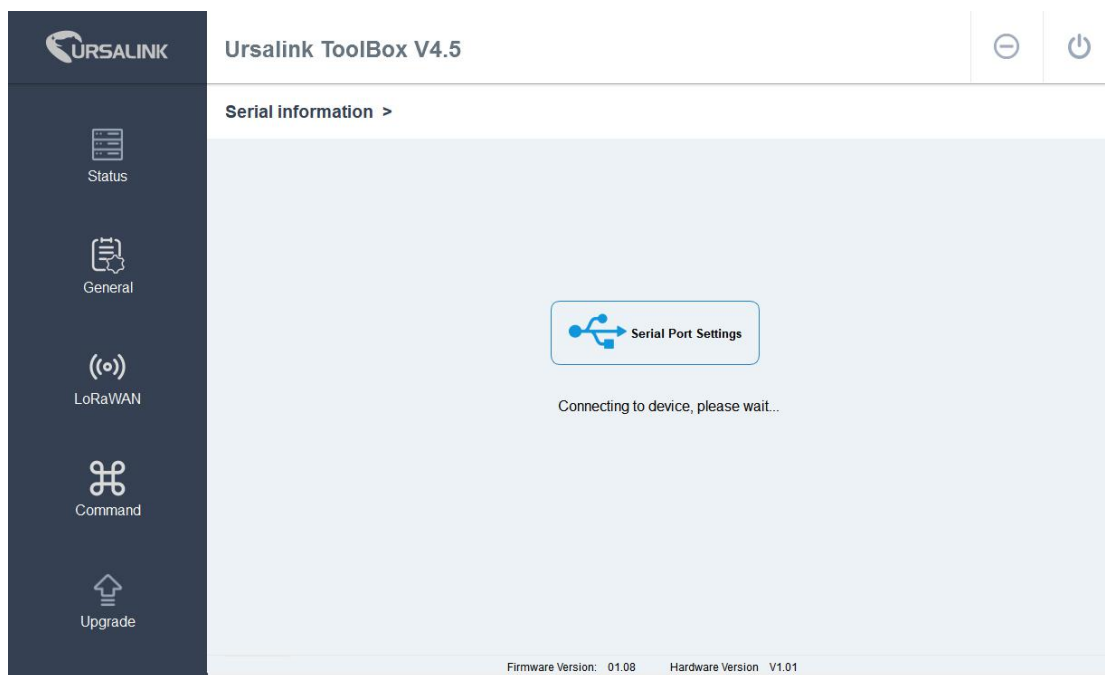 URSALINK
Ursalink ToolBox V4.5
Serial information >
Status
General
LoRaWAN
Command
Upgrade
Serial Port Settings
Connecting to device, please wait...
Firmware Version: 01.08 Hardware Version V1.01